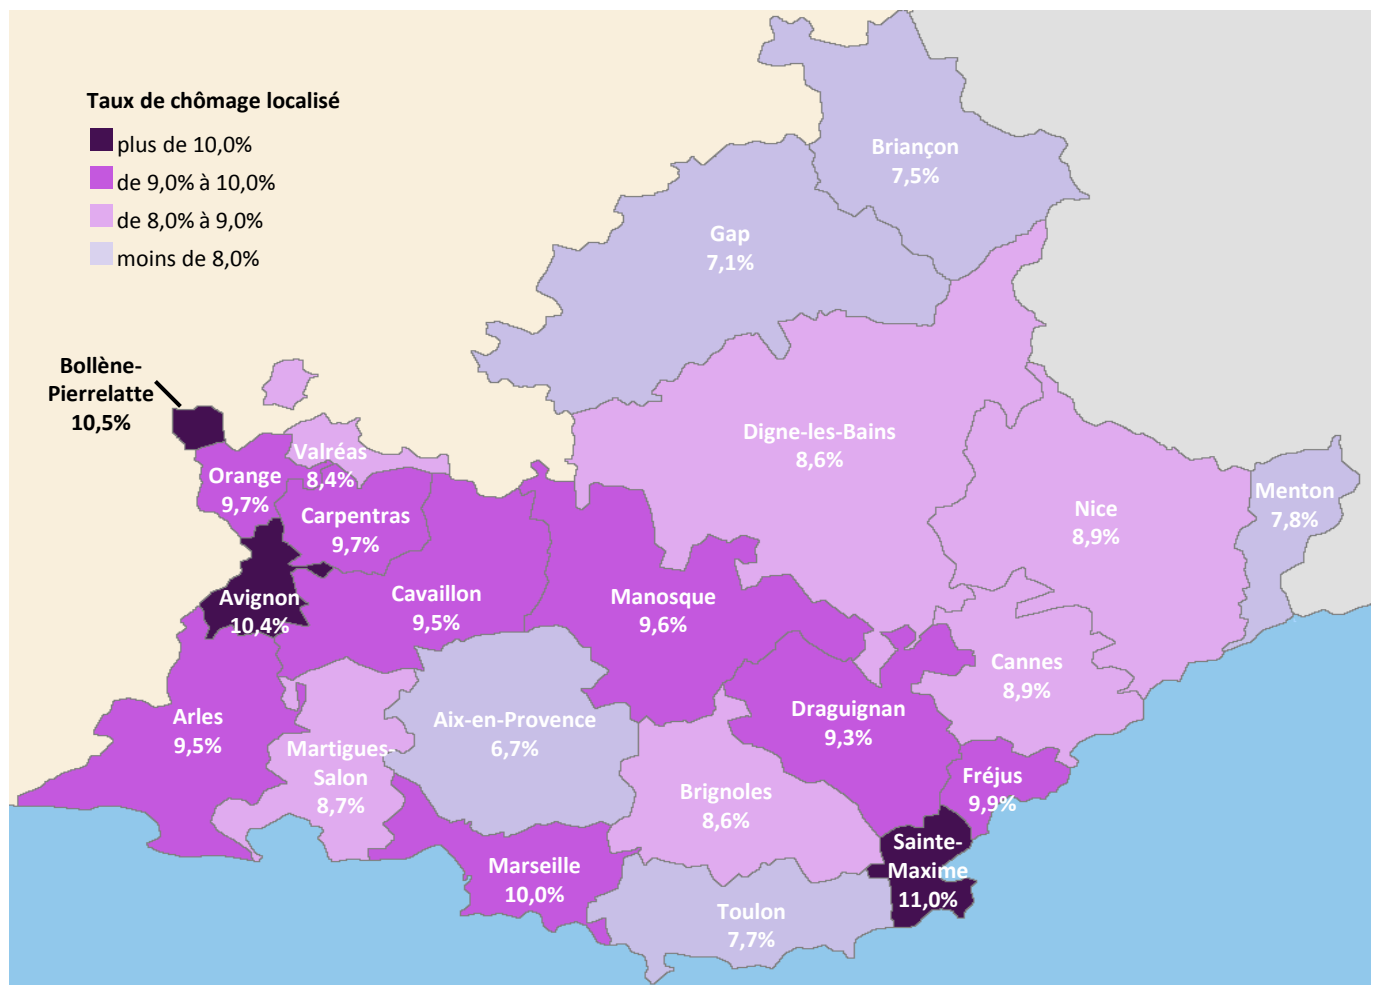 Taux de chômage localisé
plus de 10,0%
de 9,0% à 10,0%
de 8,0% à 9,0%
moins de 8,0%
Briançon
7,5%
Gap
7,1%
Bollène-
Pierrelatte
10,5%
Digne-les-Bains
8,6%
Valréas
8,4%
Orange
9,7%
Carpentras
9,7%
Nice
8,9%
Menton
7,8%
Avignon
10,4%
Cavaillon
9,5%
Manosque
9,6%
Cannes
8,9%
Arles
9,5%
Martigues-
Salon
8,7%
Aix-en-Provence
6,7%
Draguignan
9,3%
Brignoles
8,6%
Fréjus
9,9%
Sainte-
Maxime
11,0%
Marseille
10,0%
Toulon
7,7%